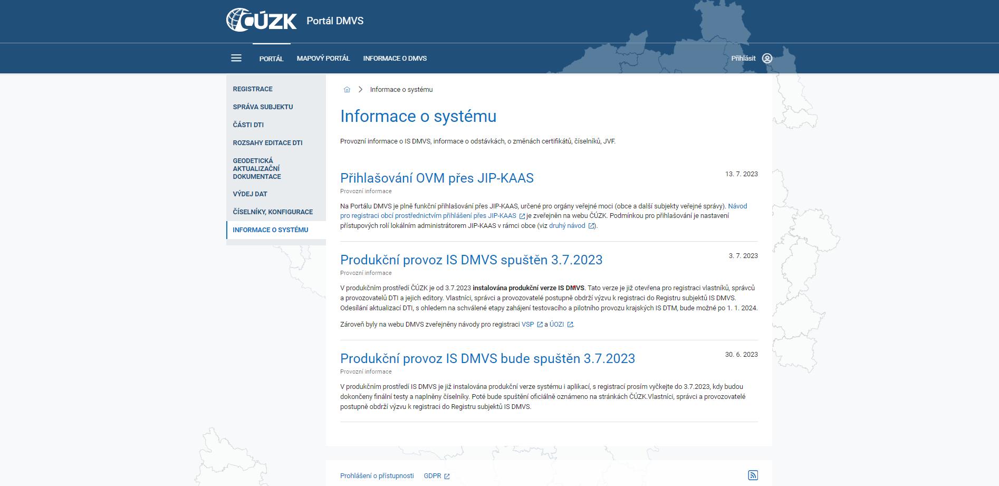 ČÚZK Portál DMVS
PORTÁL MAPOVÝ PORTÁL INFORMACE O DMVS Přihlásit
REGISTRACE
SPRÁVA SUBJEKTU
ČÁSTI DTI
ROZSAHY EDITACE DTI
GEODETICKÁ
AKTUALIZAČNÍ
DOKUMENTACE
VÝDEJ DAT
ČÍSELNÍKY, KONFIGURACE
INFORMACE O SYSTÉMU
Informace o systému
Informace o systému
Provozní informace o IS DMVS, informace o odstávkách, o změnách certifikátů, číselníků, JVF.
Přihlašování OVM přes JIP-KAAS 13. 7. 2023
Provozní informace
Na Portálu DMVS je plně funkční přihlašování přes JIP-KAAS, určené pro orgány veřejné moci (obce a další subjekty veřejné správy). Návod
pro registraci obcí prostřednictvím přihlášení přes JIP-KAAS je zveřejněn na webu ČÚZK. Podmínkou pro přihlašování je nastavení
přístupových rolí lokálním administrátorem JIP-KAAS v rámci obce (viz druhý návod ).
Produkční provoz IS DMVS spuštěn 3.7.2023 3. 7. 2023
Provozní informace
V produkčním prostředí ČÚZK je od 3.7.2023 instalována produkční verze IS DMVS. Tato verze je již otevřena pro registraci vlastníků, správců
a provozovatelů DTI a jejich editory. Vlastníci, správci a provozovatelé postupně obdrží výzvu k registraci do Registru subjektů IS DMVS.
Odesílání aktualizací DTI, s ohledem na schválené etapy zahájení testovacího a pilotního provozu krajských IS DTM, bude možné po 1. 1. 2024.
Zároveň byly na webu DMVS zveřejněny návody pro registraci VSP a ÚOZI .
Produkční provoz IS DMVS bude spuštěn 3.7.2023 30. 6. 2023
Provozní informace
V produkčním prostředí IS DMVS je již instalována produkční verze systému i aplikací, s registrací prosím vyčkejte do 3.7.2023, kdy budou
dokončeny finální testy a naplněny číselníky. Poté bude spuštění oficiálně oznámeno na stránkách ČÚZK.Vlastníci, správci a provozovatelé
postupně obdrží výzvu k registraci do Registru subjektů IS DMVS.
Prohlášení o přístupnosti GDPR